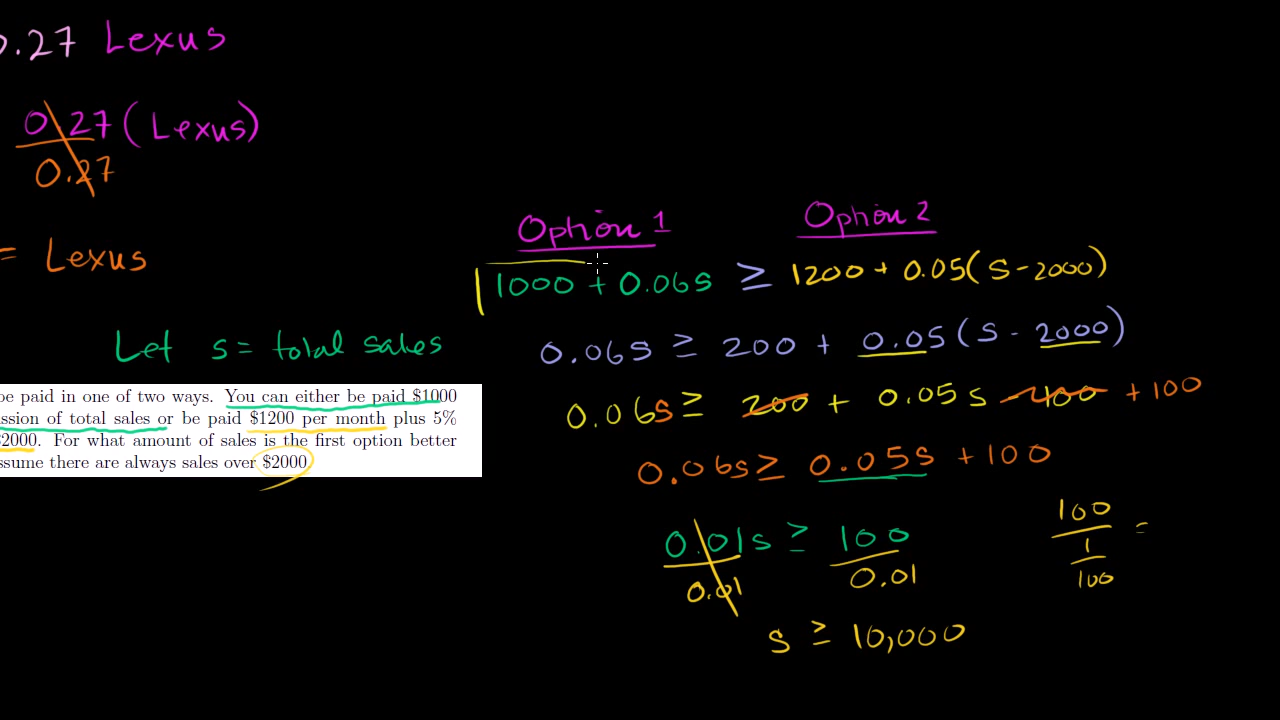 0.27 Lexus
0.27(Lexus)
0.27
= Lexus
Option 1
Option 2
1000 + 0.06s ≥ 1200 + 0.05(s-2000)
Let s = total sales
0.06s ≥ 200 + 0.05(s-2000)
be paid in one of two ways. You can either be paid $1000
ssion of total sales or be paid $1200 per month plus 5%
$2000. For what amount of sales is the first option better
ssume there are always sales over $2000
0.06s ≥ 200 + 0.05s - 100 + 100
0.06s ≥ 0.05s + 100
0.01s ≥ 100
0.01 0.01
100
1
100
=
s ≥ 10,000